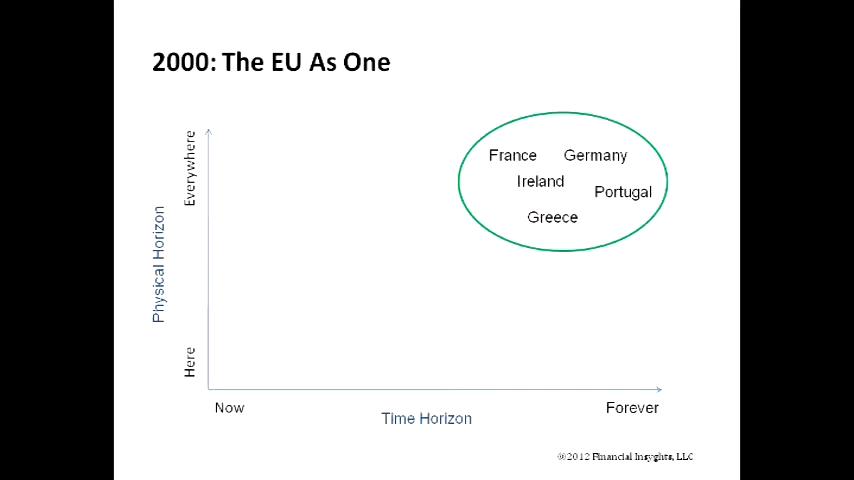 2000: The EU As One
Everywhere
Physical Horizon
Here
France Germany
Ireland
Portugal
Greece
Now
Forever
Time Horizon
©2012 Financial Insyghts, LLC